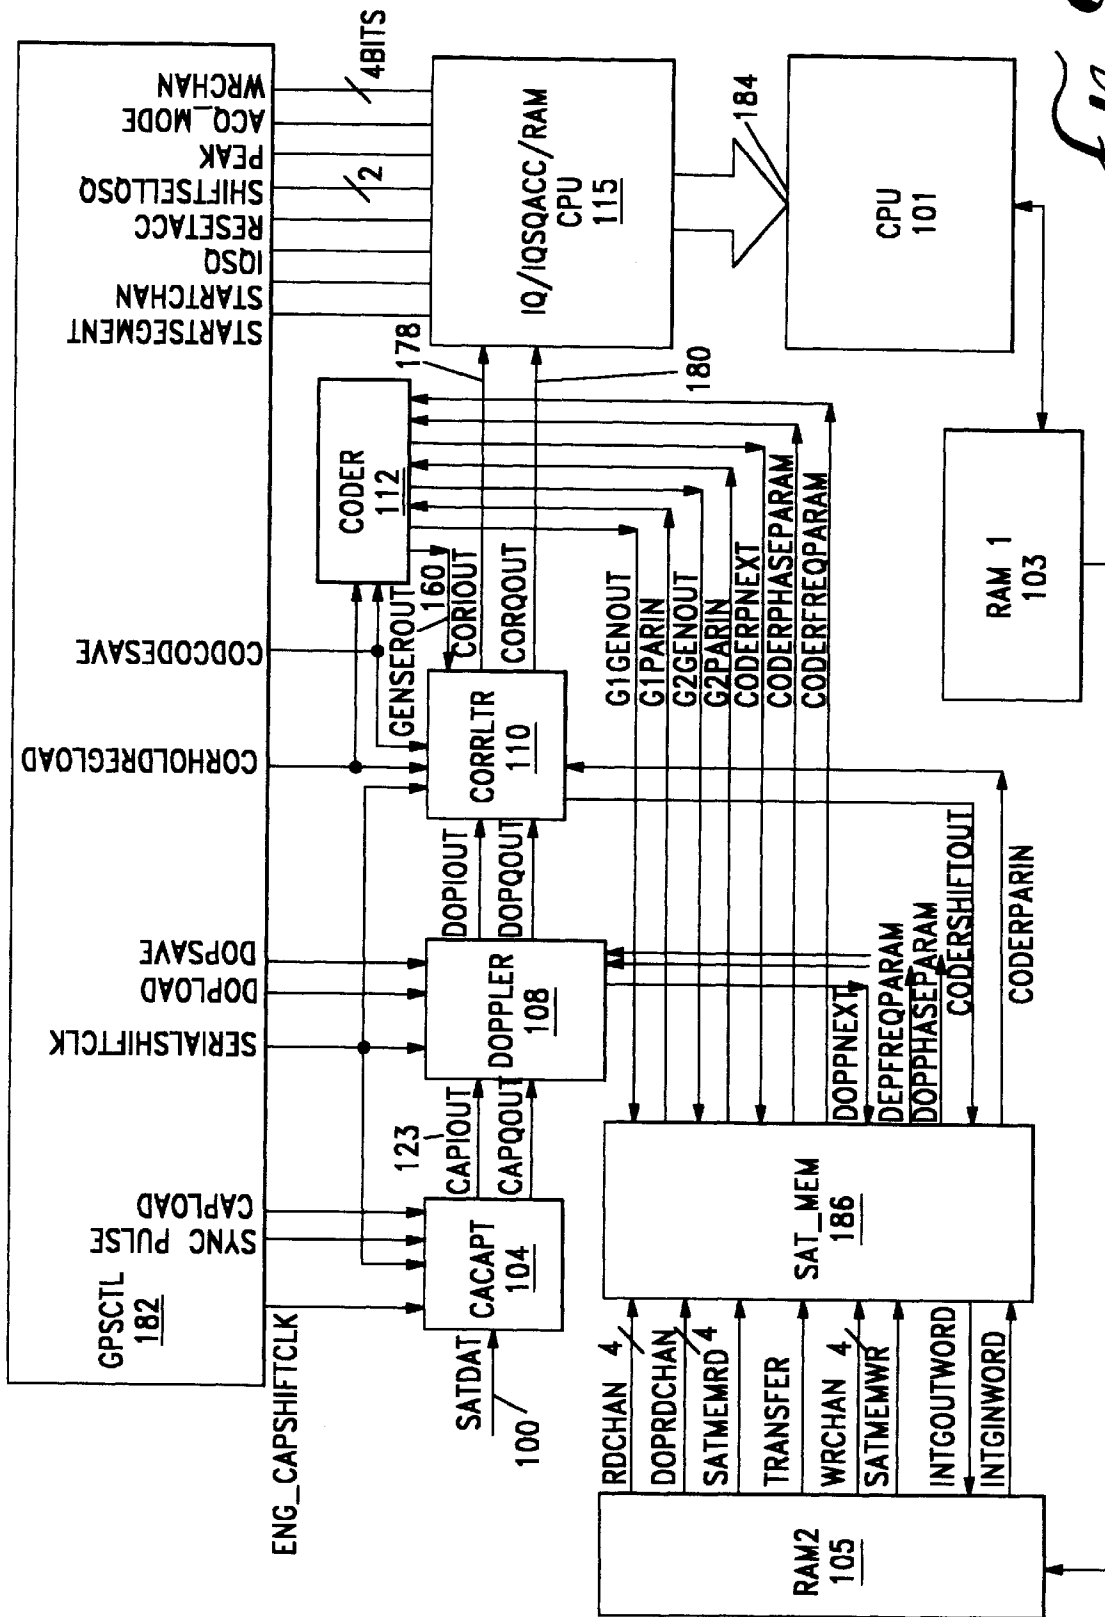 GPSCTL
182
ENG_CAPSHIFTCLK
SYNC PULSE
CAPLOAD
SERIALSHIFTCLK
DOPLOAD
DOPSAVE
CORHOLDREGLOAD
CODCODESAVE
STARTSEGMENT
STARTCHAN
IQSQ
RESETACC
SHIFTSELLQSQ
2
PEAK
ACQ_MODE
WRCHAN
4BITS
SATDAT
100
CACAPT
104
123
CAPIOUT
CAPQOUT
DOPPLER
108
DOPIOUT
DOPQOUT
CORRLTR
110
GENSEROUT
160
CORIOUT
CORQOUT
CODER
112
178
180
IQ/IQSQACC/RAM
CPU
115
184
CPU
101
RAM 1
103
G1GENOUT
G1PARIN
G2GENOUT
G2PARIN
CODERPNEXT
CODERPHASEPARAM
CODERFREQPARAM
DOPPNEXT
DEPFREQPARAM
DOPPHASEPARAM
CODERSHIFTOUT
CODERPARIN
SAT_MEM
186
RDCHAN
4
DOPRDCHAN
4
SATMEMRD
TRANSFER
WRCHAN
4
SATMEMWR
INTGOUTWORD
INTGINWORD
RAM2
105